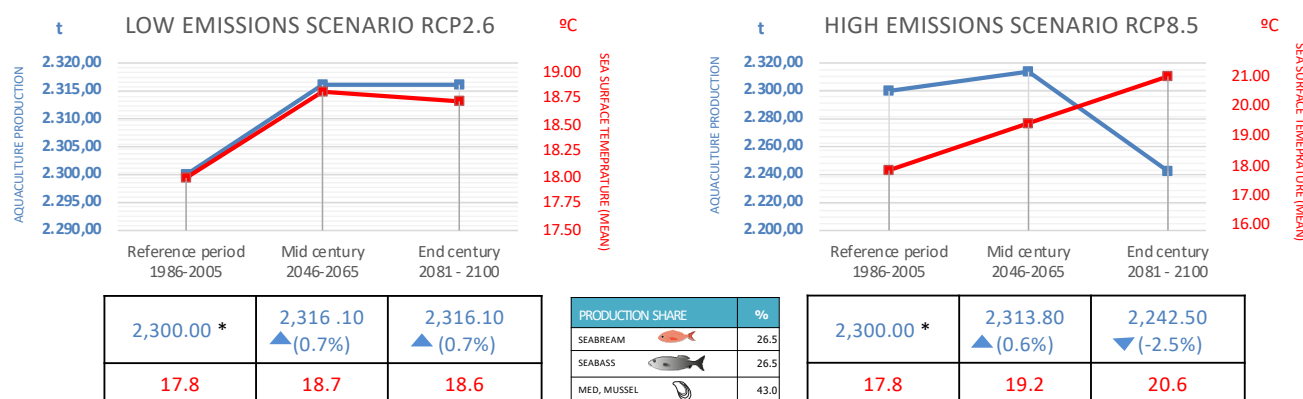 t LOW EMISSIONS SCENARIO RCP2.6 ºC
AQUACULTURE PRODUCTION
2.320,00
2.315,00
2.310,00
2.305,00
2.300,00
2.295,00
2.290,00
19.00
18.75
18.50
18.25
18.00
17.75
17.50
SEA SURFACE TEMEPRATURE (MEAN)
Reference period Mid century End century
1986-2005 2046-2065 2081 - 2100
2,300.00 * 2,316 .10 2,316.10
▲(0.7%) ▲(0.7%)
17.8 18.7 18.6
PRODUCTION SHARE %
SEABREAM 26.5
SEABASS 26.5
MED, MUSSEL 43.0
t HIGH EMISSIONS SCENARIO RCP8.5 ºC
AQUACULTURE PRODUCTION
2.320,00
2.300,00
2.280,00
2.260,00
2.240,00
2.220,00
2.200,00
21.00
20.00
19.00
18.00
17.00
16.00
SEA SURFACE TEMEPRATURE (MEAN)
Reference period Mid century End century
1986-2005 2046-2065 2081 - 2100
2,300.00 * 2,313.80 2,242.50
▲(0.6%) ▼(-2.5%)
17.8 19.2 20.6